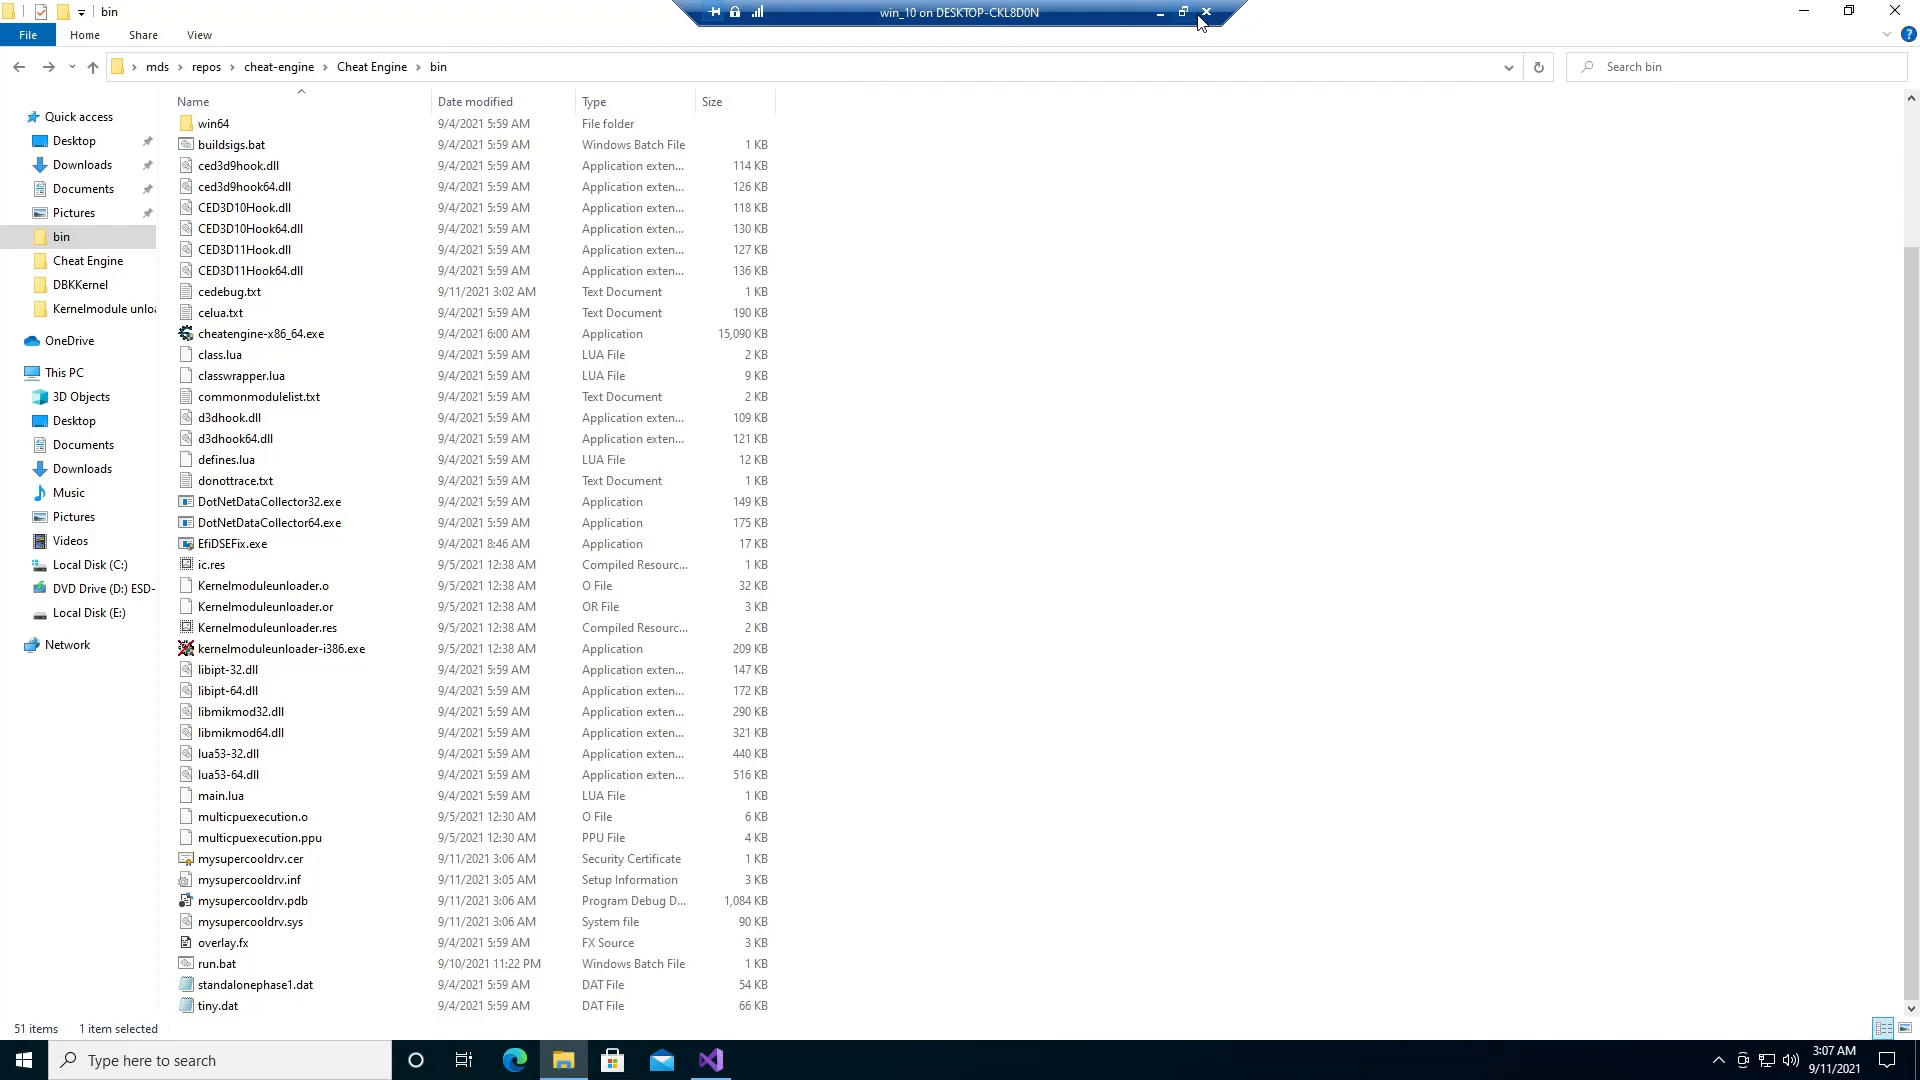 bin
win_10 on DESKTOP-CKL8D0N
File Home Share View
mds repos cheat-engine Cheat Engine bin
Search bin
Quick access
Desktop
Downloads
Documents
Pictures
bin
Cheat Engine
DBKKernel
Kernelmodule unloa
OneDrive
This PC
3D Objects
Desktop
Documents
Downloads
Music
Pictures
Videos
Local Disk (C:)
DVD Drive (D:) ESD-
Local Disk (E:)
Network
Name Date modified Type Size
win64 9/4/2021 5:59 AM File folder
buildsigs.bat 9/4/2021 5:59 AM Windows Batch File 1 KB
ced3d9hook.dll 9/4/2021 5:59 AM Application exten... 114 KB
ced3d9hook64.dll 9/4/2021 5:59 AM Application exten... 126 KB
CED3D10Hook.dll 9/4/2021 5:59 AM Application exten... 118 KB
CED3D10Hook64.dll 9/4/2021 5:59 AM Application exten... 130 KB
CED3D11Hook.dll 9/4/2021 5:59 AM Application exten... 127 KB
CED3D11Hook64.dll 9/4/2021 5:59 AM Application exten... 136 KB
cedebug.txt 9/11/2021 3:02 AM Text Document 1 KB
celua.txt 9/4/2021 5:59 AM Text Document 190 KB
cheatengine-x86_64.exe 9/4/2021 6:00 AM Application 15,090 KB
class.lua 9/4/2021 5:59 AM LUA File 2 KB
classwrapper.lua 9/4/2021 5:59 AM LUA File 9 KB
commonmodulelist.txt 9/4/2021 5:59 AM Text Document 2 KB
d3dhook.dll 9/4/2021 5:59 AM Application exten... 109 KB
d3dhook64.dll 9/4/2021 5:59 AM Application exten... 121 KB
defines.lua 9/4/2021 5:59 AM LUA File 12 KB
donottrace.txt 9/4/2021 5:59 AM Text Document 1 KB
DotNetDataCollector32.exe 9/4/2021 5:59 AM Application 149 KB
DotNetDataCollector64.exe 9/4/2021 5:59 AM Application 175 KB
EfiDSEFix.exe 9/4/2021 8:46 AM Application 17 KB
ic.res 9/5/2021 12:38 AM Compiled Resourc... 1 KB
Kernelmoduleunloader.o 9/5/2021 12:38 AM O File 32 KB
Kernelmoduleunloader.or 9/5/2021 12:38 AM OR File 3 KB
Kernelmoduleunloader.res 9/5/2021 12:38 AM Compiled Resourc... 2 KB
kernelmoduleunloader-i386.exe 9/5/2021 12:38 AM Application 209 KB
libipt-32.dll 9/4/2021 5:59 AM Application exten... 147 KB
libipt-64.dll 9/4/2021 5:59 AM Application exten... 172 KB
libmikmod32.dll 9/4/2021 5:59 AM Application exten... 290 KB
libmikmod64.dll 9/4/2021 5:59 AM Application exten... 321 KB
lua53-32.dll 9/4/2021 5:59 AM Application exten... 440 KB
lua53-64.dll 9/4/2021 5:59 AM Application exten... 516 KB
main.lua 9/4/2021 5:59 AM LUA File 1 KB
multicpuexecution.o 9/5/2021 12:30 AM O File 6 KB
multicpuexecution.ppu 9/5/2021 12:30 AM PPU File 4 KB
mysupercooldrv.cer 9/11/2021 3:06 AM Security Certificate 1 KB
mysupercooldrv.inf 9/11/2021 3:05 AM Setup Information 3 KB
mysupercooldrv.pdb 9/11/2021 3:06 AM Program Debug D... 1,084 KB
mysupercooldrv.sys 9/11/2021 3:06 AM System file 90 KB
overlay.fx 9/4/2021 5:59 AM FX Source 3 KB
run.bat 9/10/2021 11:22 PM Windows Batch File 1 KB
standalonephase1.dat 9/4/2021 5:59 AM DAT File 54 KB
tiny.dat 9/4/2021 5:59 AM DAT File 66 KB
51 items 1 item selected
Type here to search
3:07 AM
9/11/2021